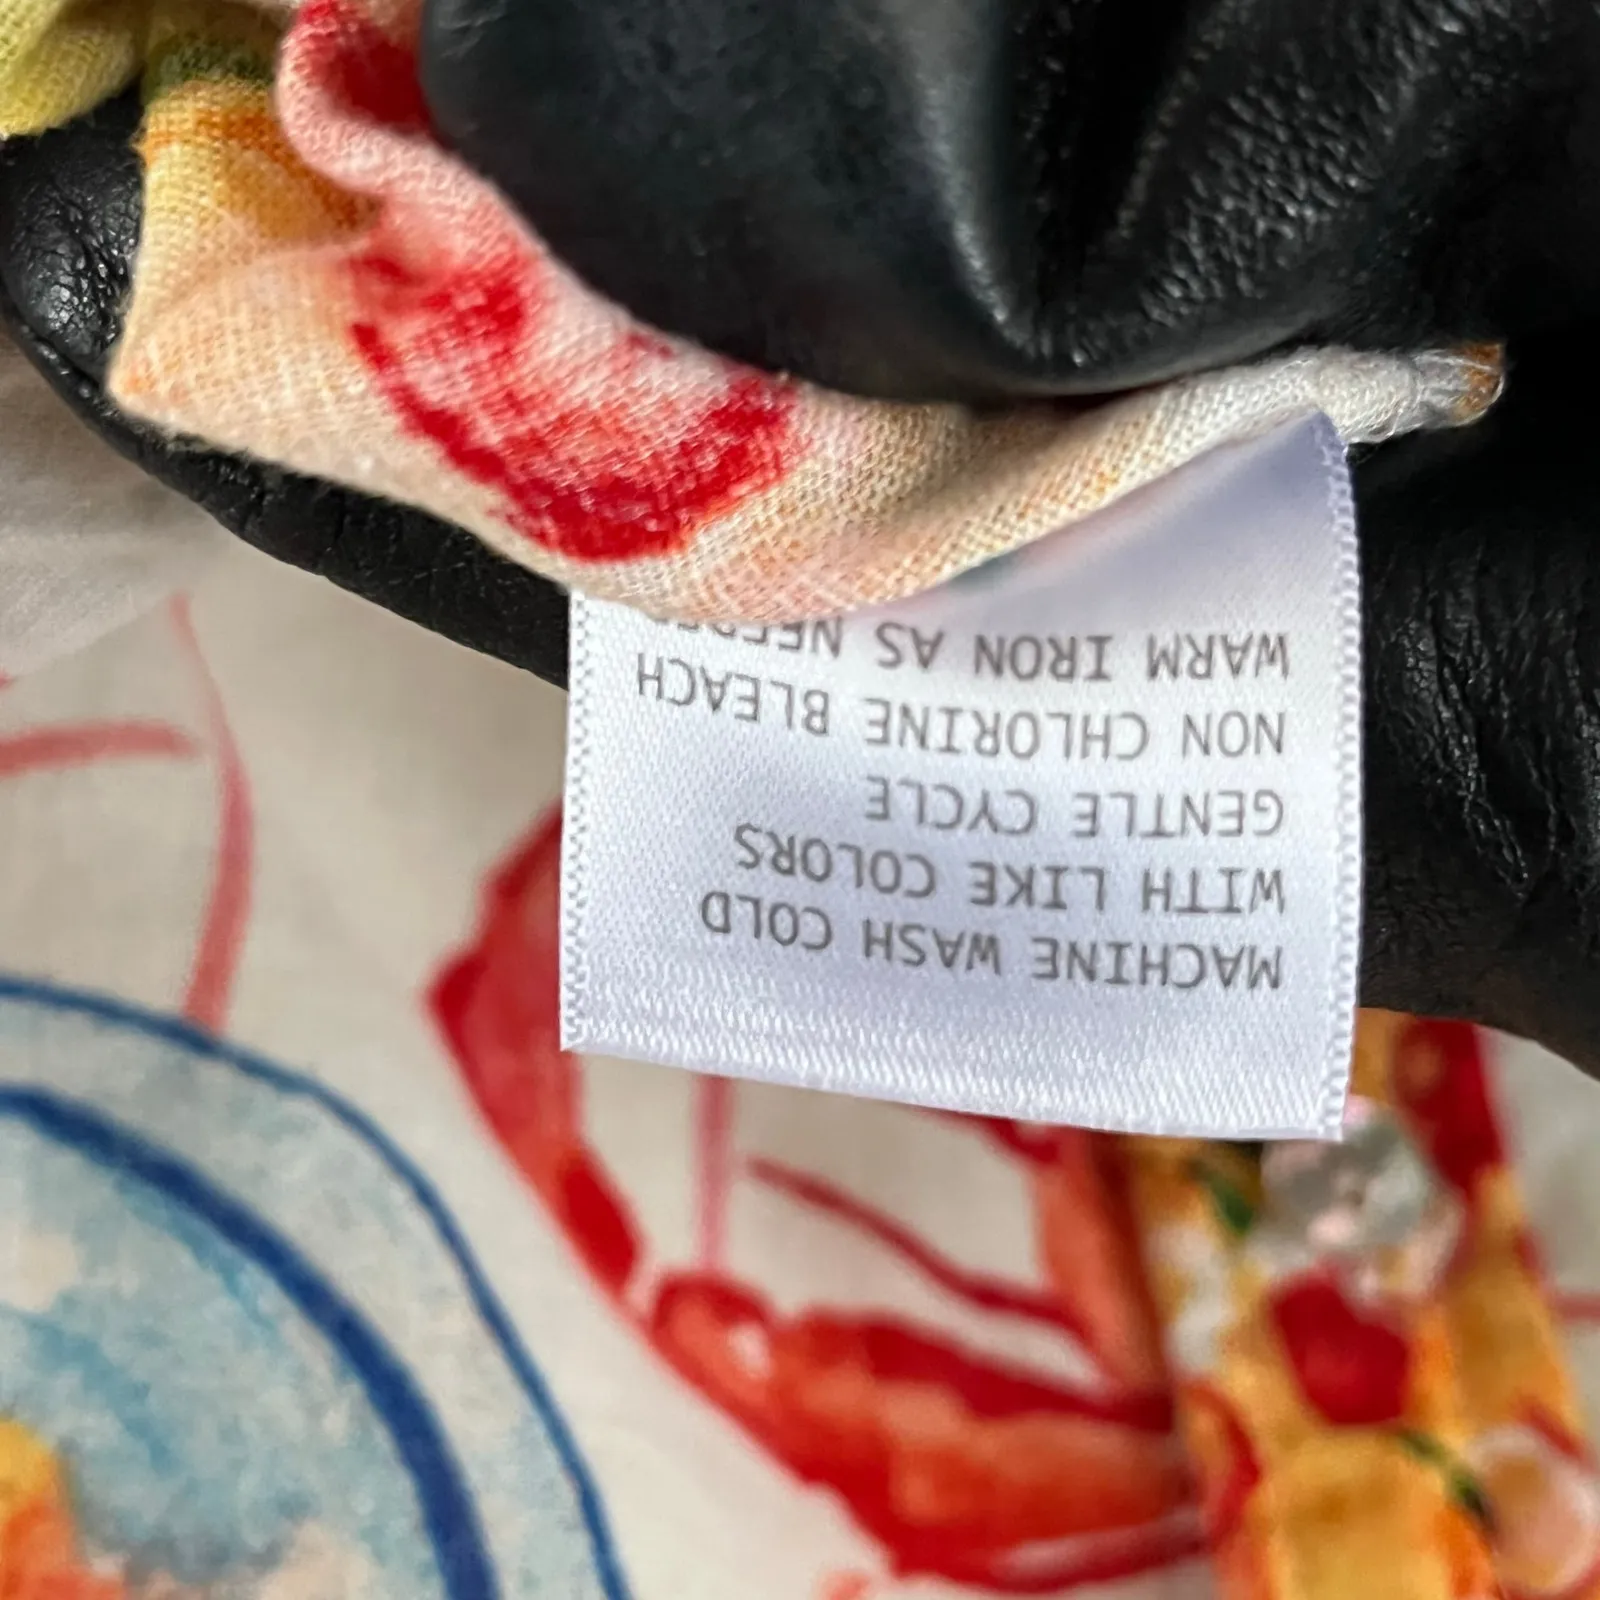 MACHINE WASH COLD
WITH LIKE COLORS
GENTLE CYCLE
NON CHLORINE BLEACH
WARM IRON AS